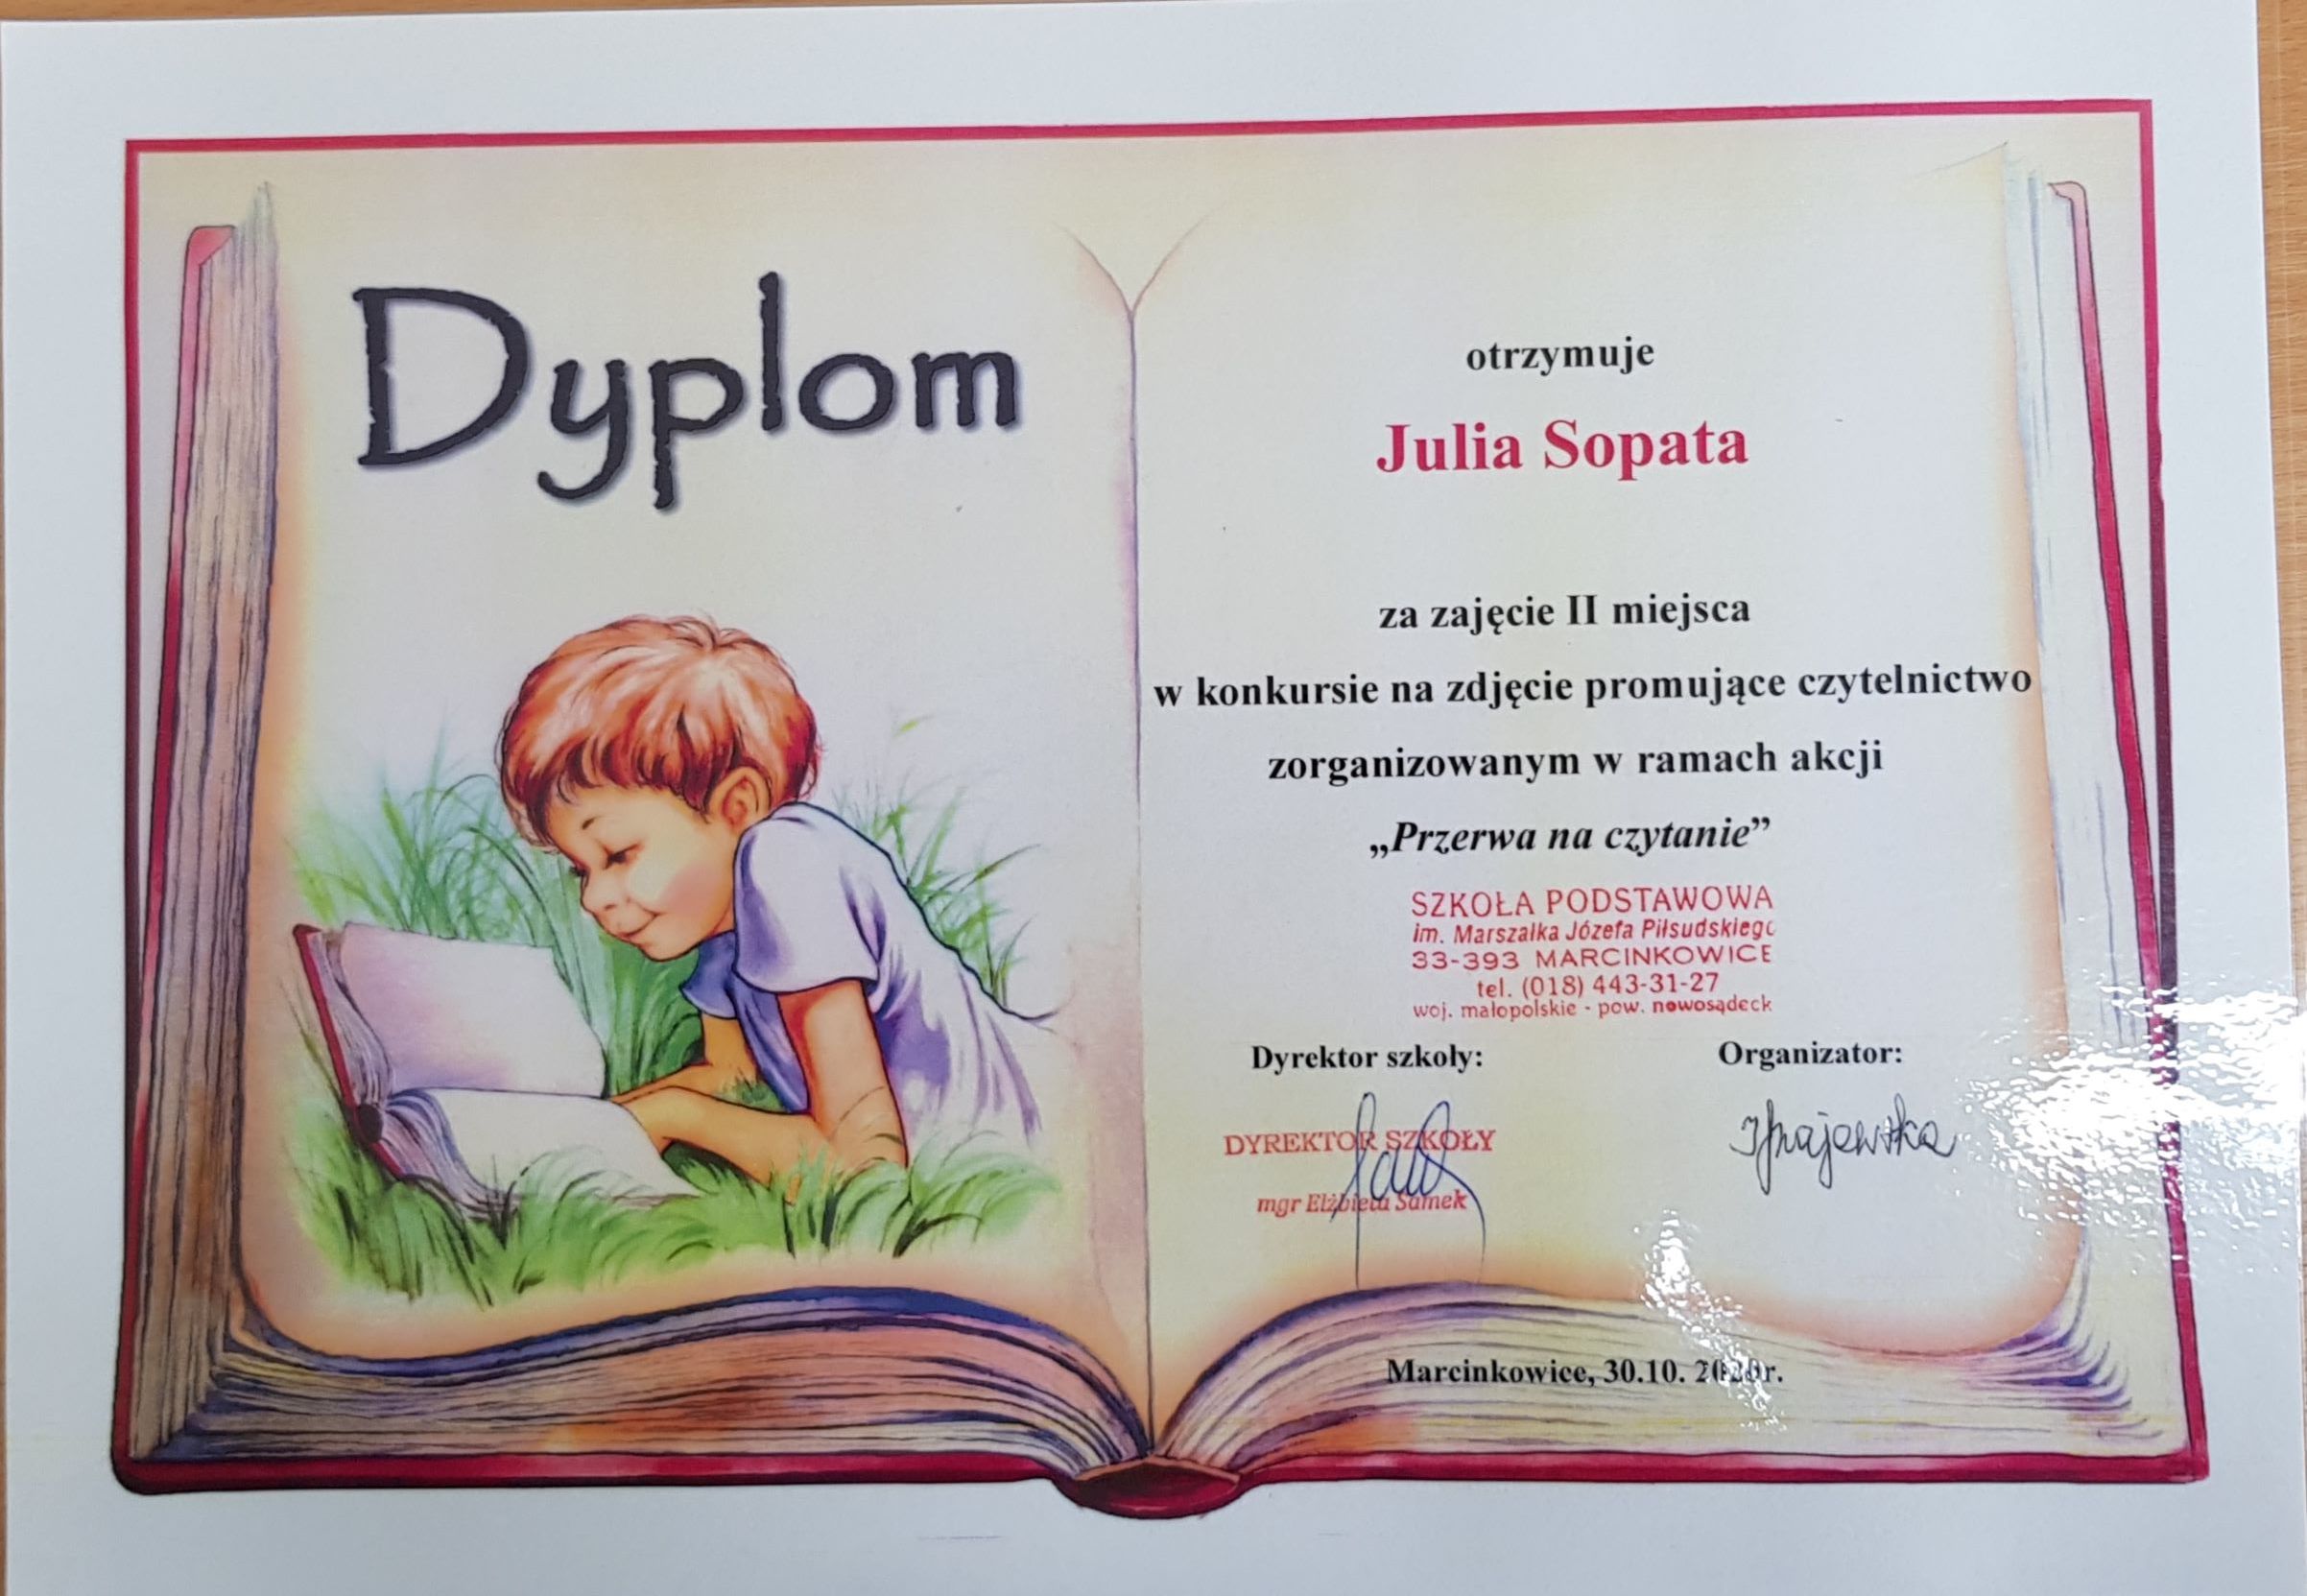 Dyplom
otrzymuje
Julia Sopata
za zajęcie II miejsca
w konkursie na zdjęcie promujące czytelnictwo
zorganizowanym w ramach akcji
„Przerwa na czytanie”
SZKOŁA PODSTAWOWA
im. Marszałka Józefa Piłsudskiego
33-393 MARCINKOWICE
tel. (018) 443-31-27
woj. małopolskie - pow. nowosądeck
Dyrektor szkoły:
Organizator:
DYREKTOR SZKOŁY
mgr Elżbieta Samek
Marcinkowice, 30.10.